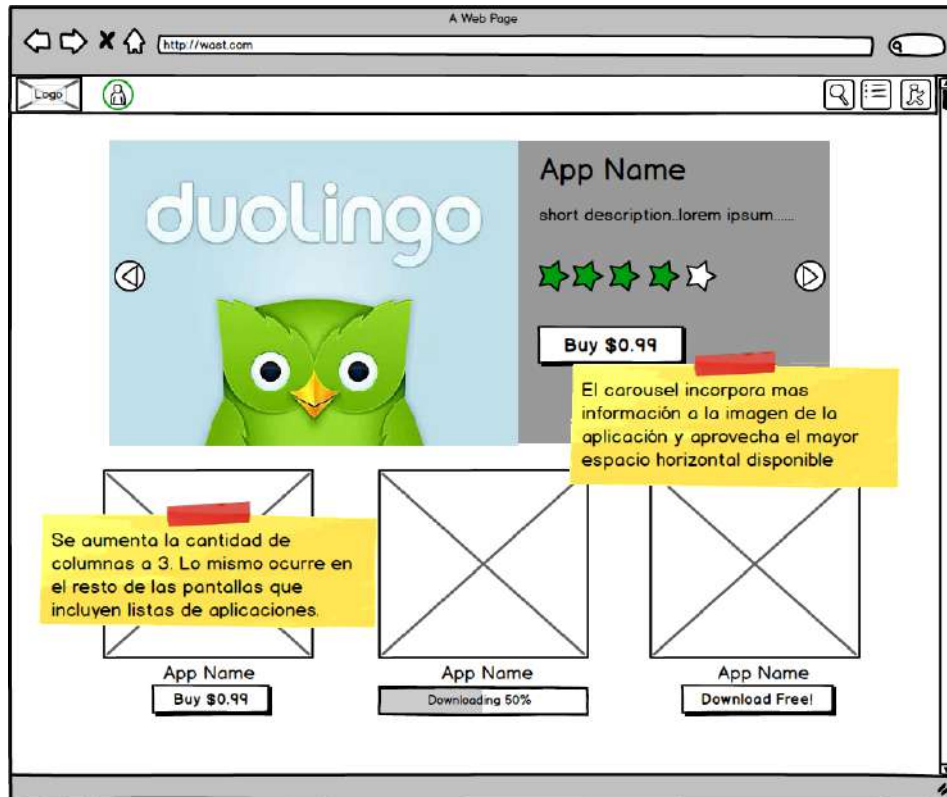 A Web Page
http://wast.com
Logo
duolingo
App Name
short description..lorem ipsum......
Buy $0.99
El carousel incorpora mas
información a la imagen de la
aplicación y aprovecha el mayor
espacio horizontal disponible
Se aumenta la cantidad de
columnas a 3. Lo mismo ocurre en
el resto de las pantallas que
incluyen listas de aplicaciones.
App Name
Buy $0.99
App Name
Downloading 50%
App Name
Download Free!